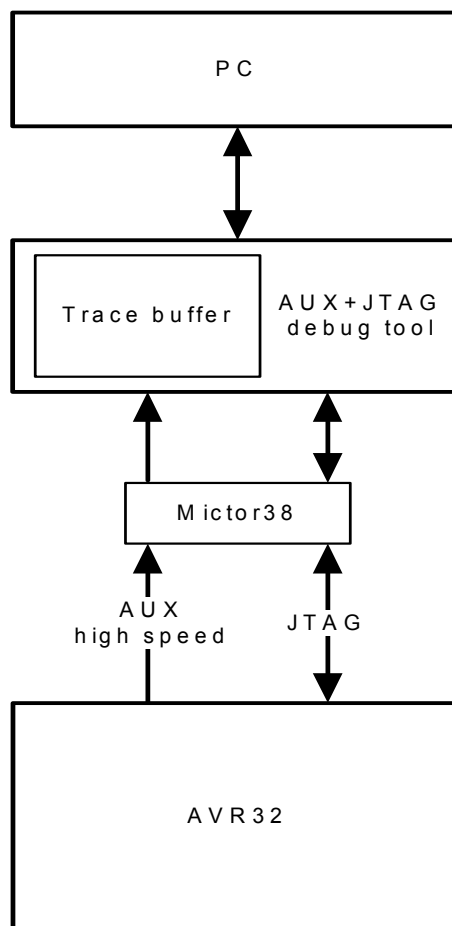 PC
Trace buffer
AUX+JTAG
debug tool
Mictor38
AUX
high speed
JTAG
AVR32